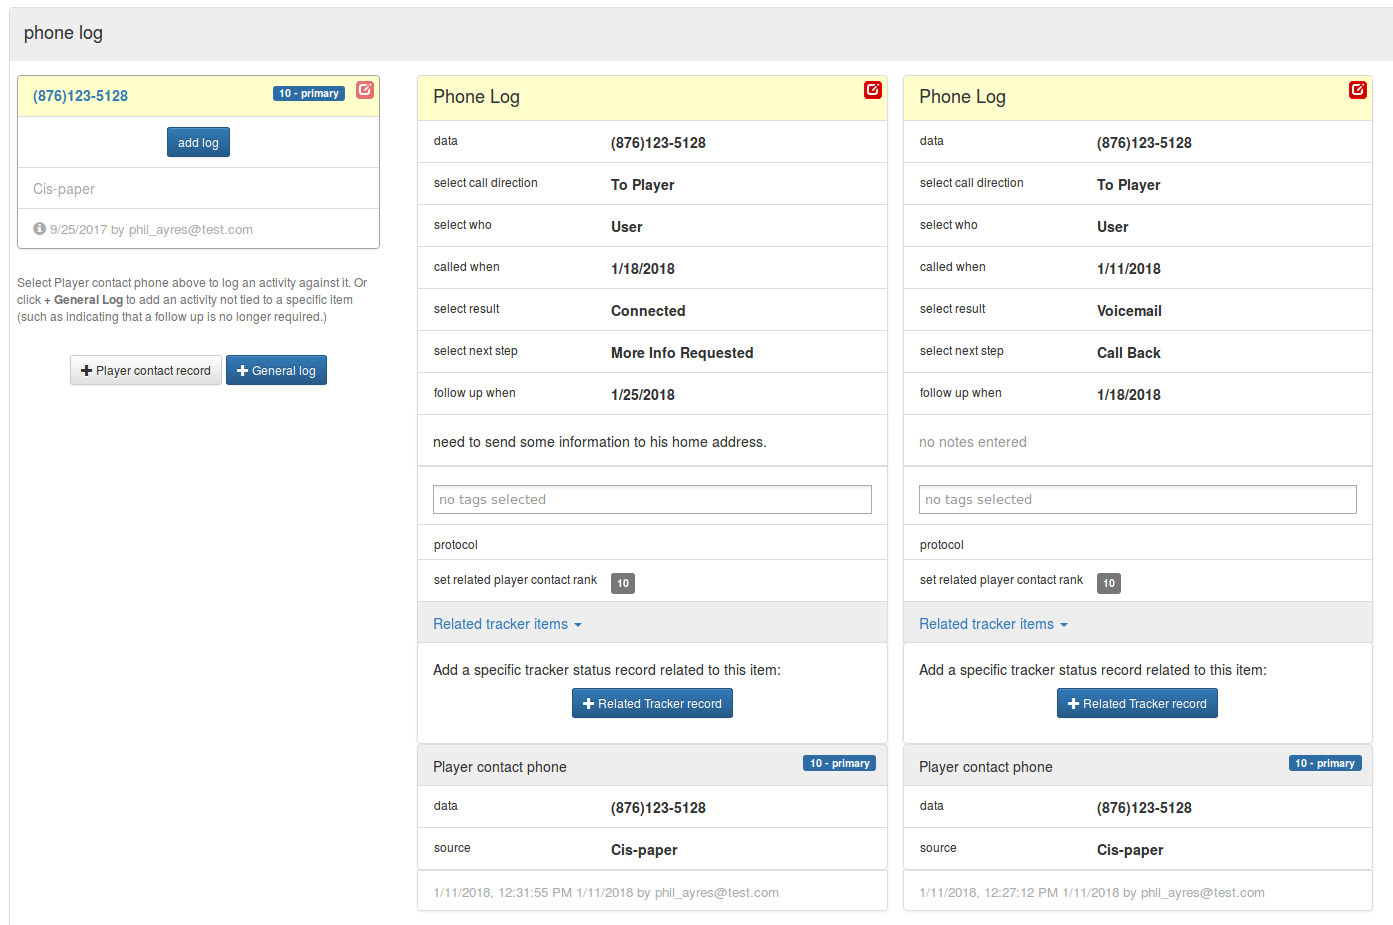 phone log
(876)123-5128
10 - primary
add log
Cis-paper
9/25/2017 by phil_ayres@test.com
Select Player contact phone above to log an activity against it. Or
click + General Log to add an activity not tied to a specific item
(such as indicating that a follow up is no longer required.)
+ Player contact record
+ General log
Phone Log
data (876)123-5128
select call direction To Player
select who User
called when 1/18/2018
select result Connected
select next step More Info Requested
follow up when 1/25/2018
need to send some information to his home address.
no tags selected
protocol
set related player contact rank 10
Related tracker items
Add a specific tracker status record related to this item:
+ Related Tracker record
Player contact phone 10 - primary
data (876)123-5128
source Cis-paper
1/11/2018, 12:31:55 PM 1/11/2018 by phil_ayres@test.com
Phone Log
data (876)123-5128
select call direction To Player
select who User
called when 1/11/2018
select result Voicemail
select next step Call Back
follow up when 1/18/2018
no notes entered
no tags selected
protocol
set related player contact rank 10
Related tracker items
Add a specific tracker status record related to this item:
+ Related Tracker record
Player contact phone 10 - primary
data (876)123-5128
source Cis-paper
1/11/2018, 12:27:12 PM 1/11/2018 by phil_ayres@test.com